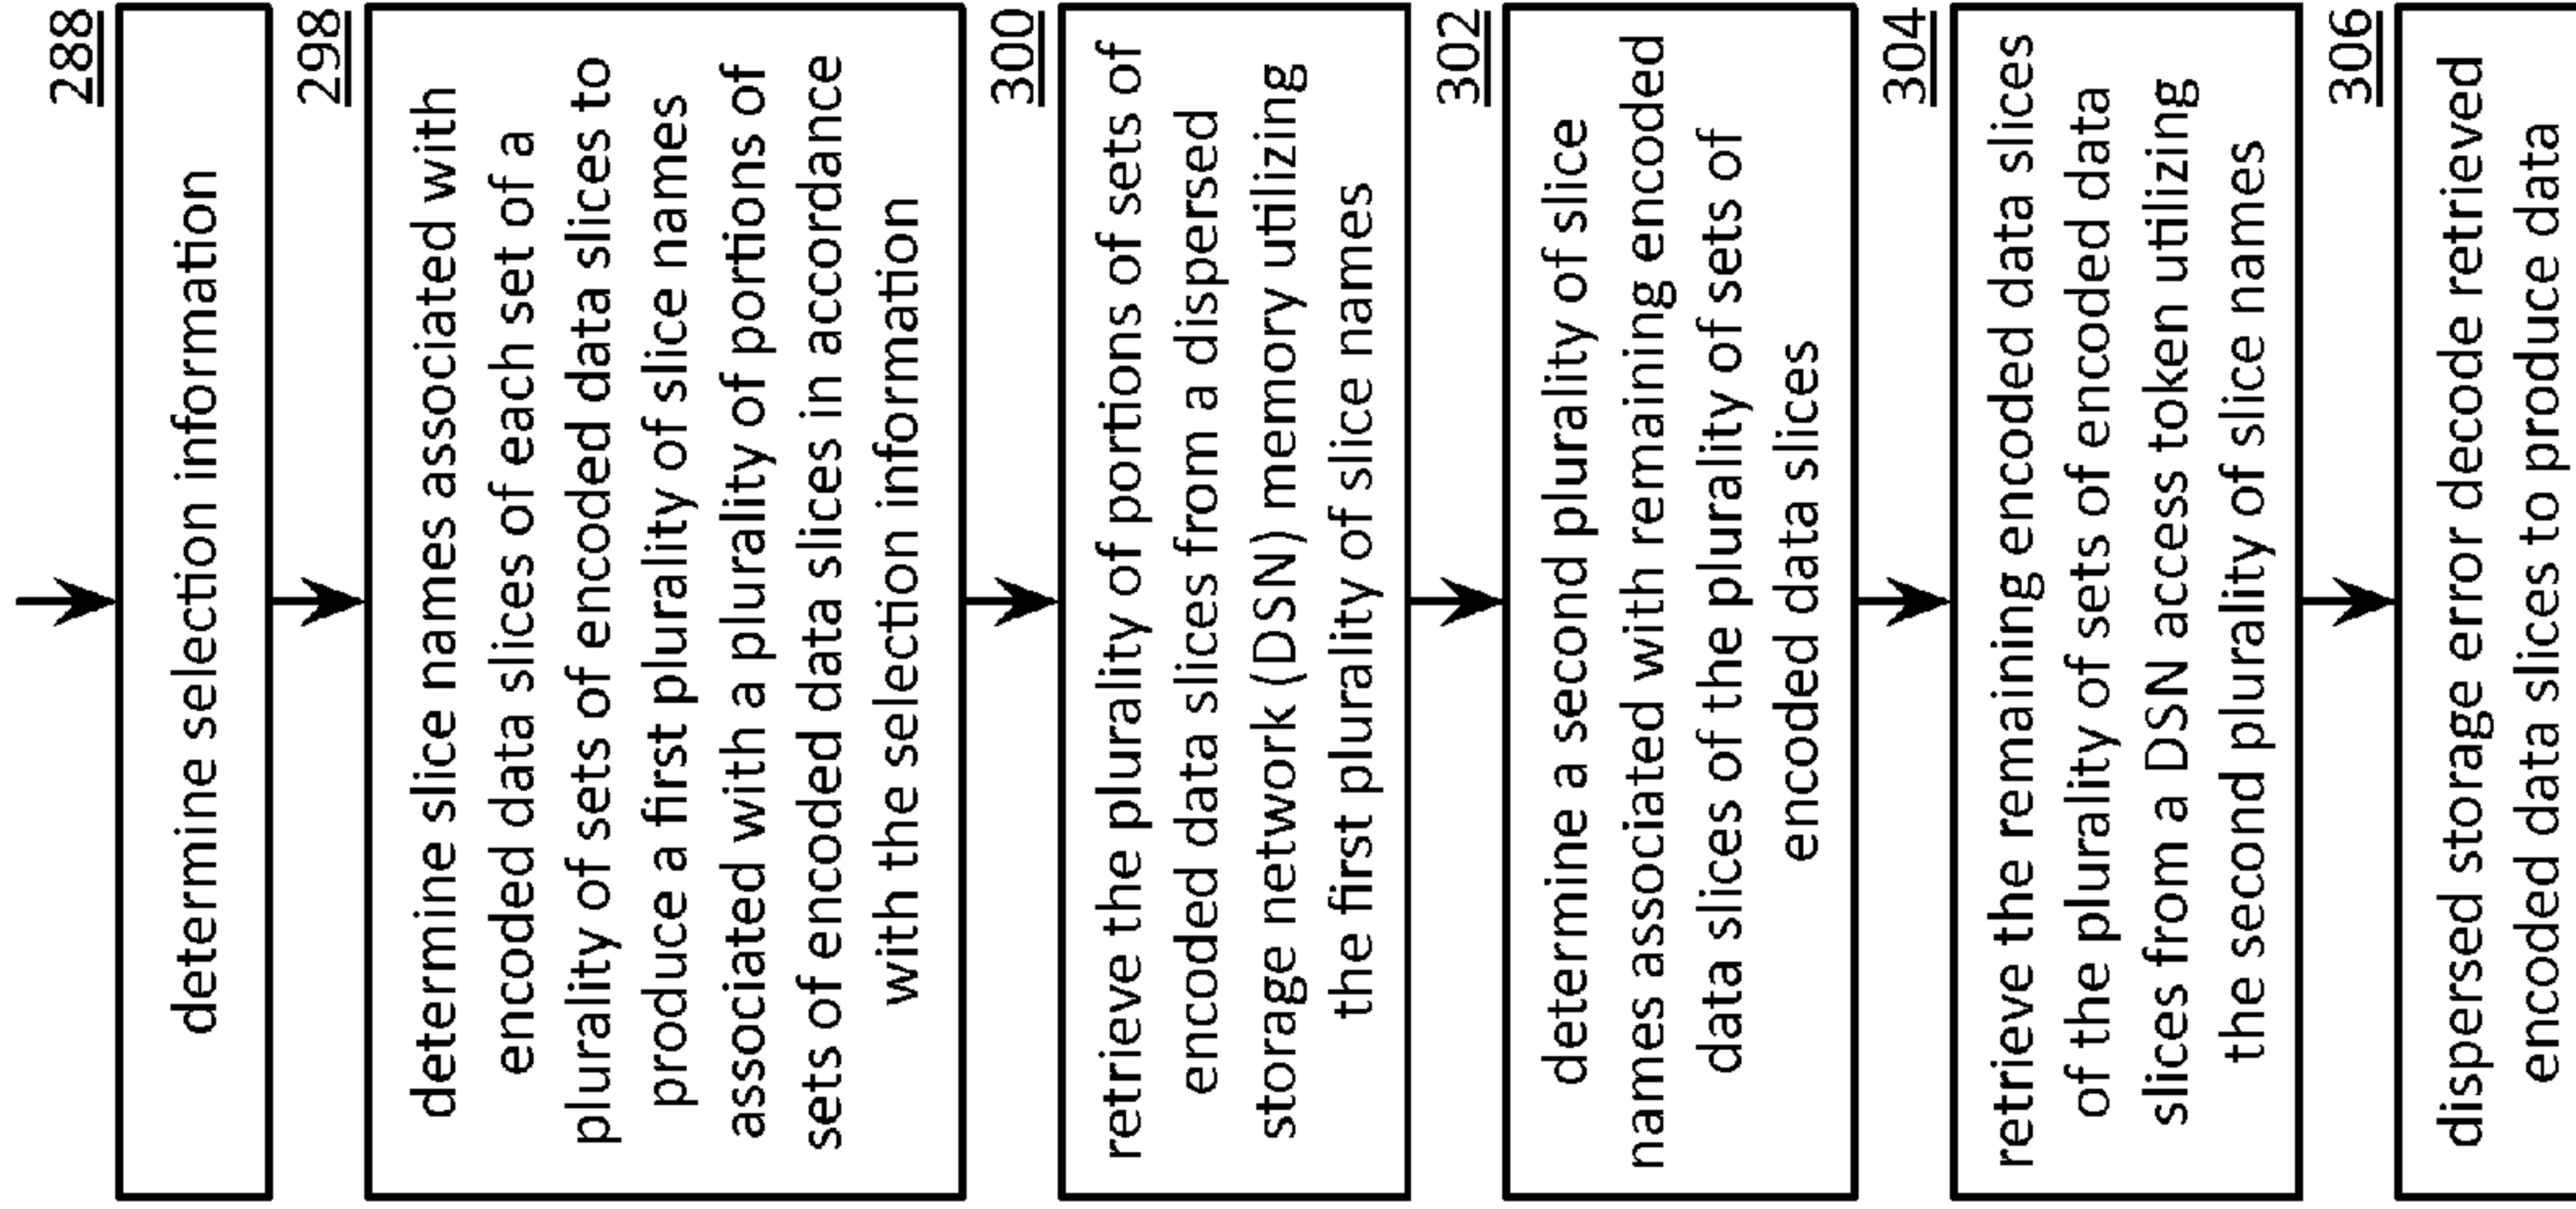 288
determine selection information
298
determine slice names associated with
encoded data slices of each set of a
plurality of sets of encoded data slices to
produce a first plurality of slice names
associated with a plurality of portions of
sets of encoded data slices in accordance
with the selection information
300
retrieve the plurality of portions of sets of
encoded data slices from a dispersed
storage network (DSN) memory utilizing
the first plurality of slice names
302
determine a second plurality of slice
names associated with remaining encoded
data slices of the plurality of sets of
encoded data slices
304
retrieve the remaining encoded data slices
of the plurality of sets of encoded data
slices from a DSN access token utilizing
the second plurality of slice names
306
dispersed storage error decode retrieved
encoded data slices to produce data